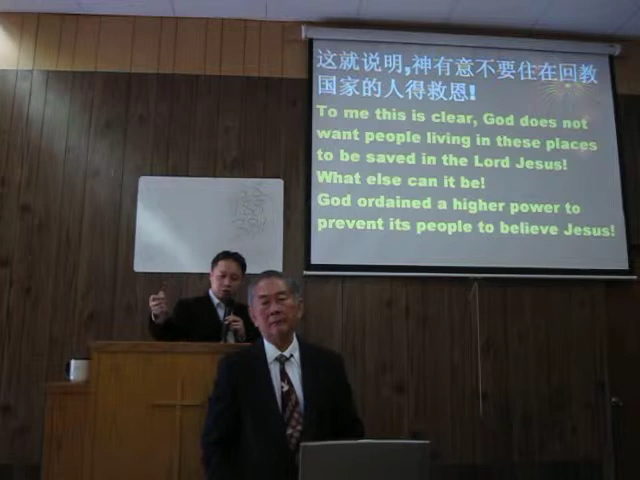 这就说明,神有意不要住在回教
国家的人得救恩!
To me this is clear, God does not
want people living in these places
to be saved in the Lord Jesus!
What else can it be!
God ordained a higher power to
prevent its people to believe Jesus!